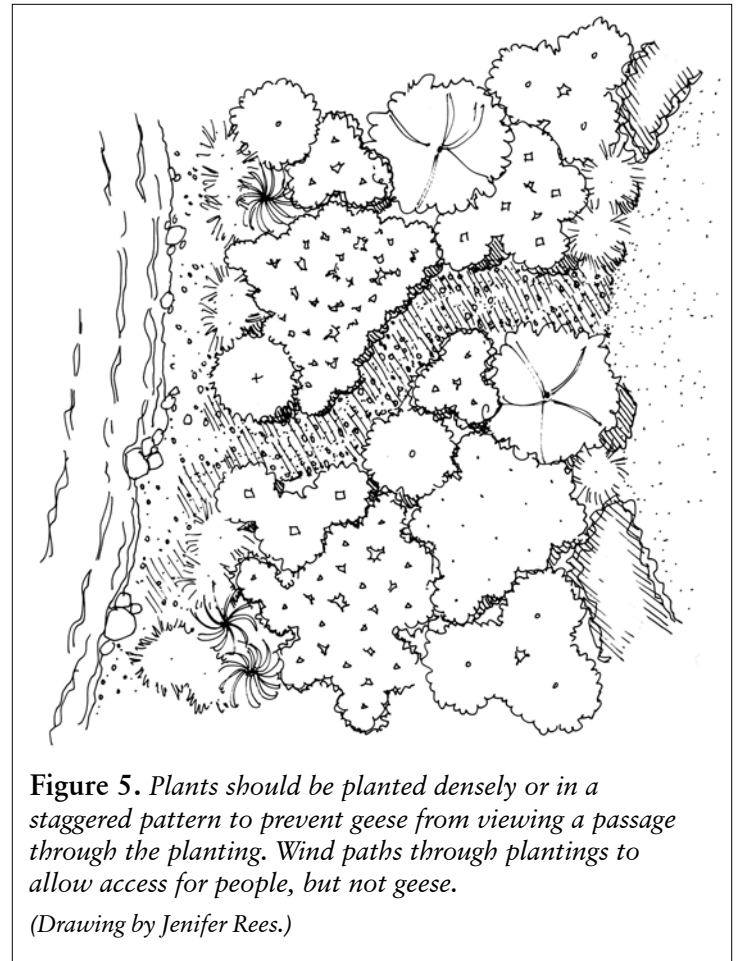 Figure 5. Plants should be planted densely or in a
staggered pattern to prevent geese from viewing a passage
through the planting. Wind paths through plantings to
allow access for people, but not geese.
(Drawing by Jenifer Rees.)